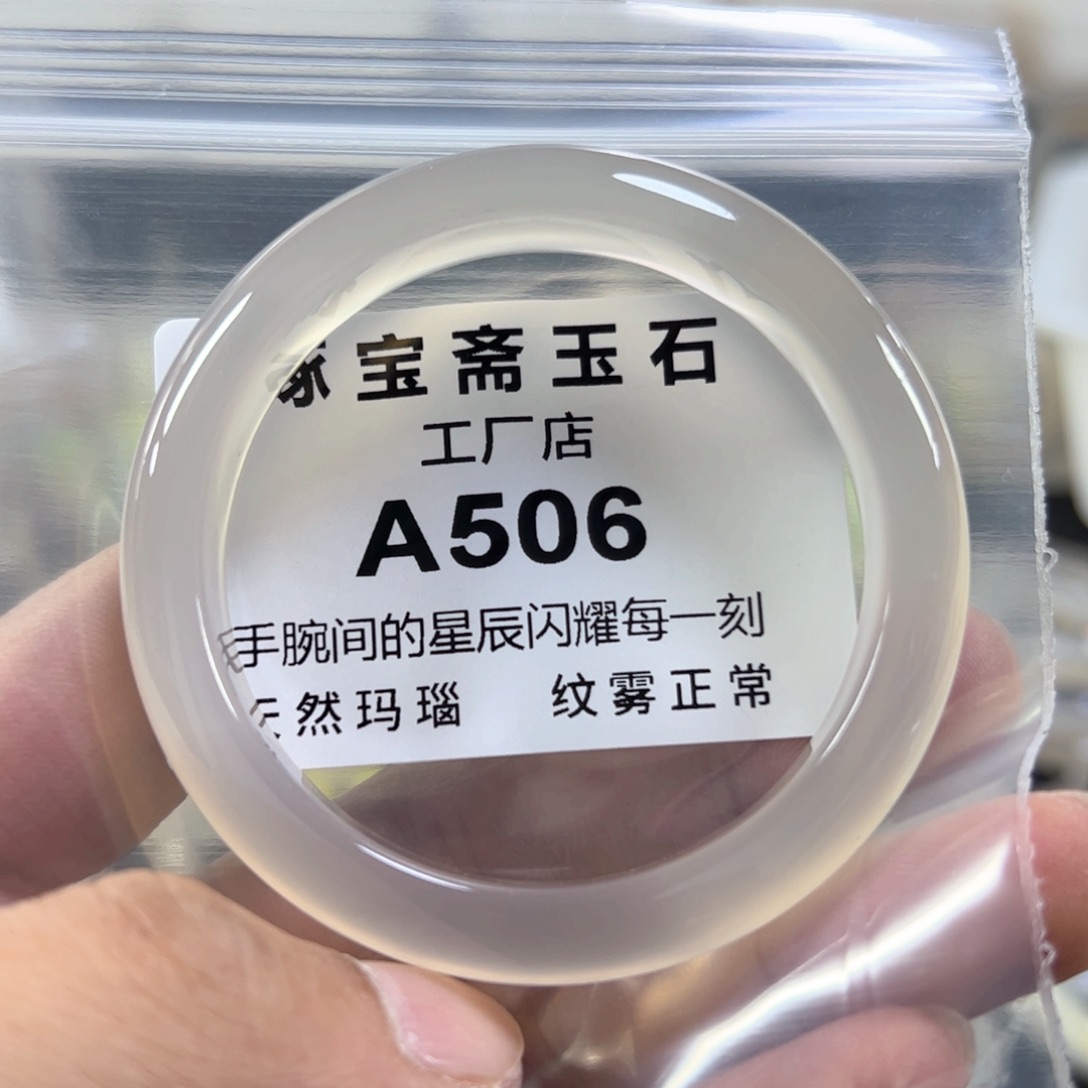 宝斋玉石
工厂店
A506
手腕间的星辰闪耀每一刻
天然玛瑙 纹雾正常